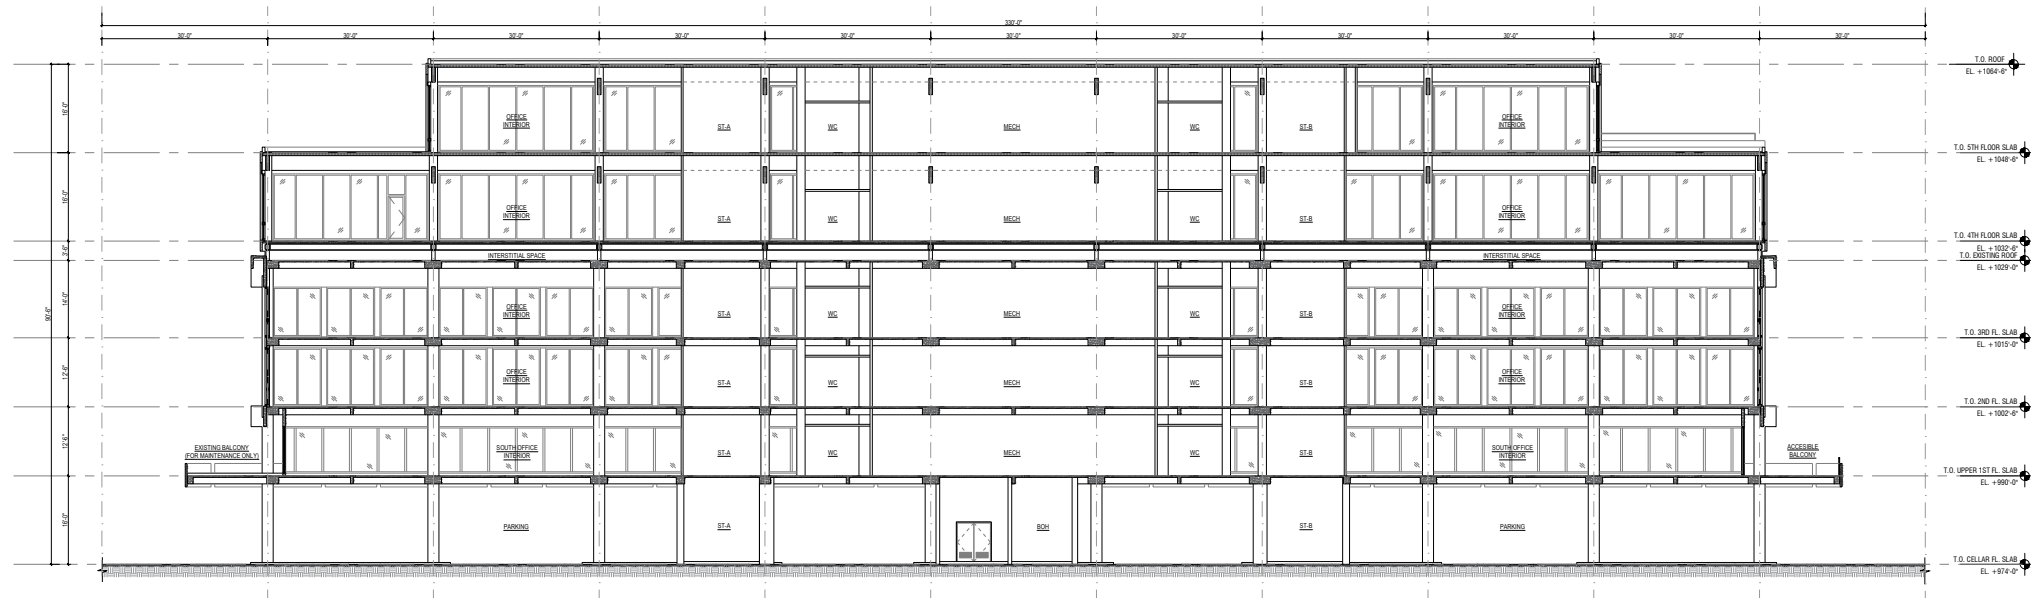 330'-0"
30'-0" 30'-0" 30'-0" 30'-0" 30'-0" 30'-0" 30'-0" 30'-0" 30'-0" 30'-0" 30'-0"
T.O. ROOF
EL. +1064'-6"
16'-0"
OFFICE
INTERIOR
ST-A
WC
MECH
WC
ST-B
OFFICE
INTERIOR
T.O. 5TH FLOOR SLAB
EL. +1048'-6"
16'-0"
OFFICE
INTERIOR
ST-A
WC
MECH
WC
ST-B
OFFICE
INTERIOR
T.O. 4TH FLOOR SLAB
EL. +1032'-6"
3'-6"
INTERSTITIAL SPACE
INTERSTITIAL SPACE
T.O. EXISTING ROOF
EL. +1029'-0"
90'-6"
14'-0"
OFFICE
INTERIOR
ST-A
WC
MECH
WC
ST-B
OFFICE
INTERIOR
T.O. 3RD FL. SLAB
EL. +1015'-0"
12'-6"
OFFICE
INTERIOR
ST-A
WC
MECH
WC
ST-B
OFFICE
INTERIOR
T.O. 2ND FL. SLAB
EL. +1002'-6"
12'-6"
EXISTING BALCONY
(FOR MAINTENANCE ONLY)
SOUTH OFFICE
INTERIOR
ST-A
WC
MECH
WC
ST-B
SOUTH OFFICE
INTERIOR
ACCESIBLE
BALCONY
T.O. UPPER 1ST FL. SLAB
EL. +990'-0"
16'-0"
PARKING
ST-A
BOH
ST-B
PARKING
T.O. CELLAR FL. SLAB
EL. +974'-0"